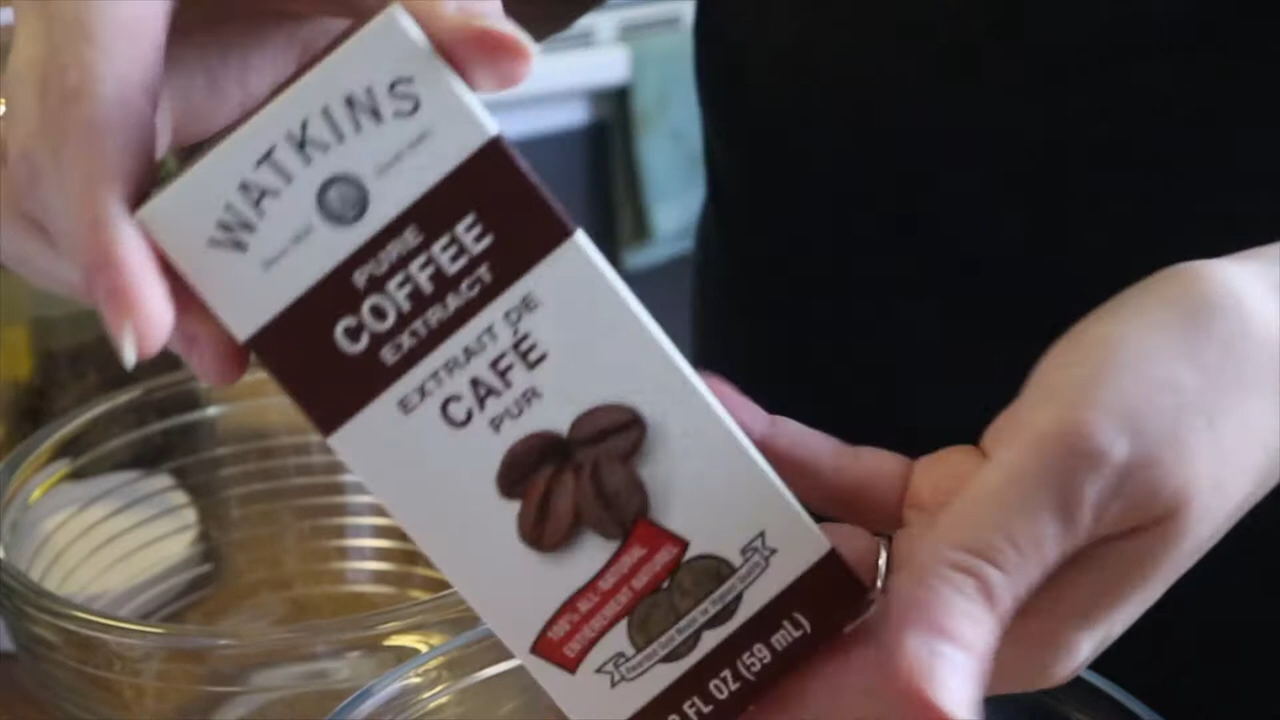 WATKINS
PURE
COFFEE
EXTRACT
EXTRAIT DE
CAFÉ
PUR
100% ALL-NATURAL
ENTIÈREMENT NATUREL
FL OZ (59 mL)